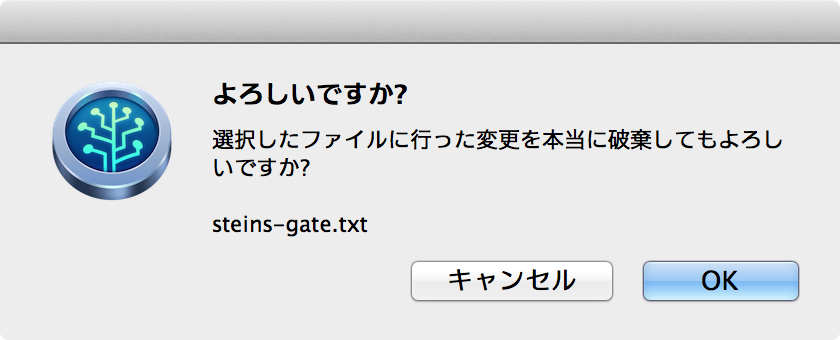 よろしいですか?
選択したファイルに行った変更を本当に破棄してもよろし
いですか?
steins-gate.txt
キャンセル
OK